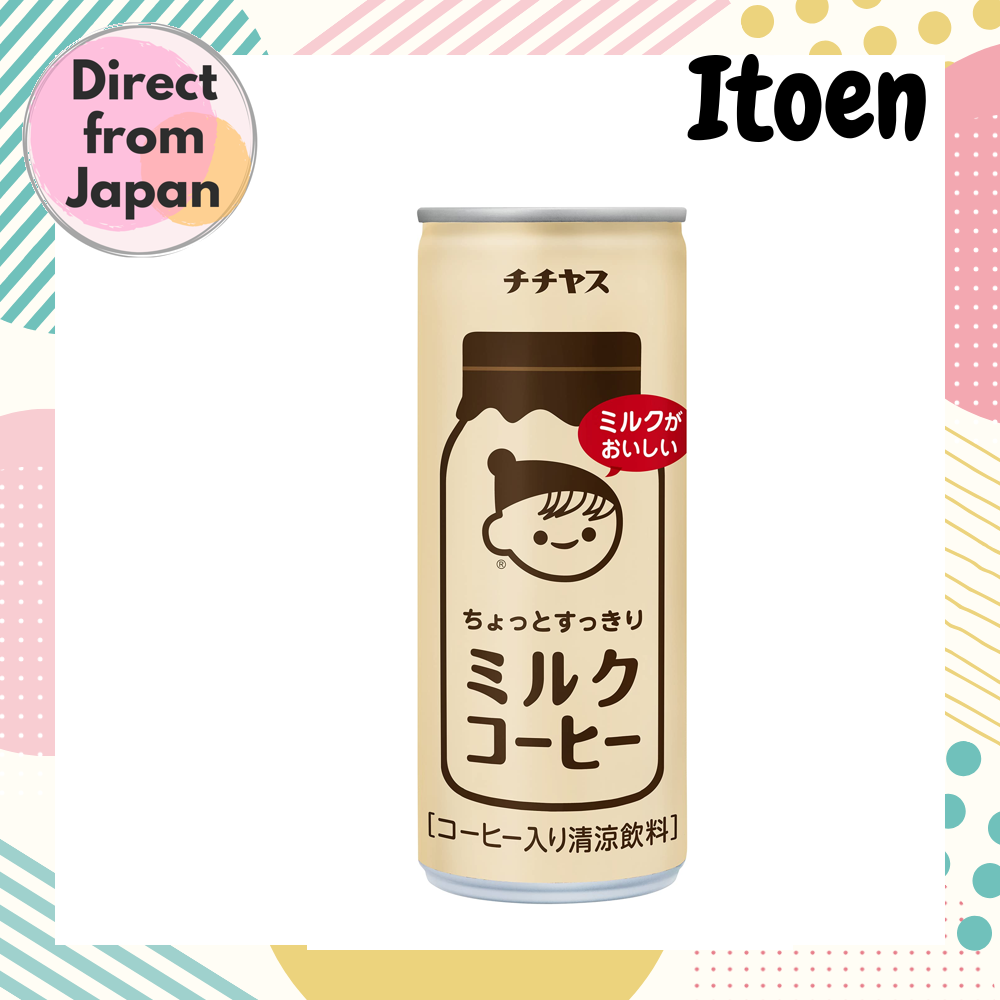 Direct
from
Japan
Itoen
チチヤス
ミルクが
おいしい
®
ちょっとすっきり
ミルク
コーヒー
[コーヒー入り清涼飲料]